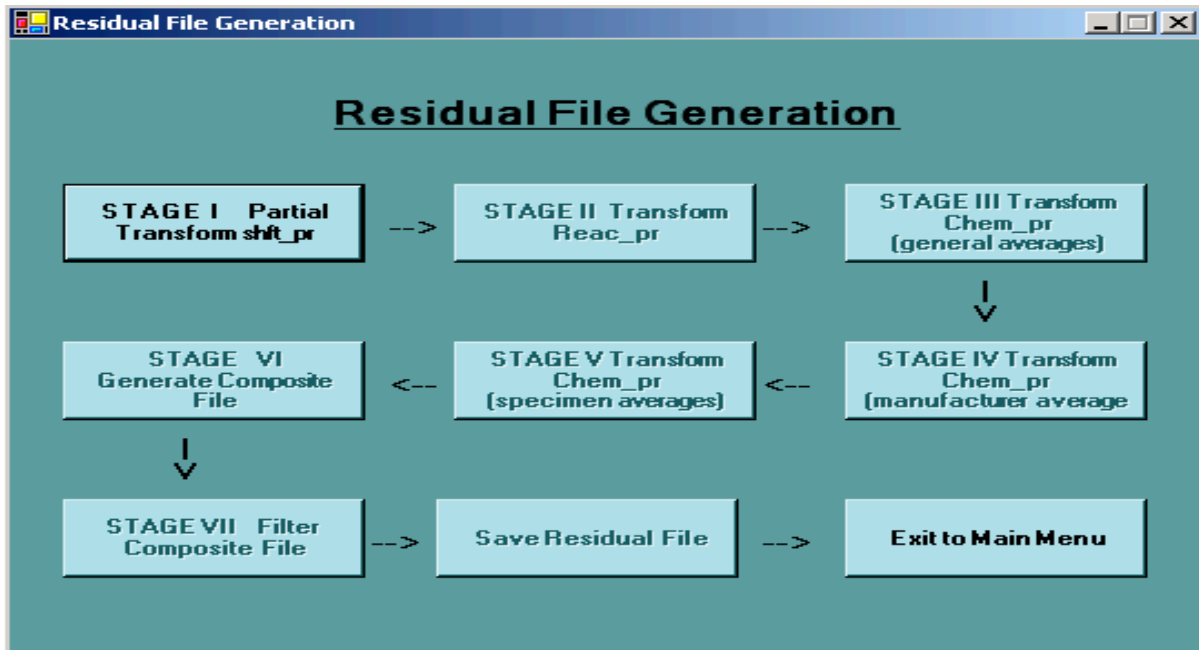 Residual File Generation
Residual File Generation
STAGE I Partial
Transform shft_pr
-->
STAGE II Transform
Reac_pr
-->
STAGE III Transform
Chem_pr
(general averages)
STAGE IV Transform
Chem_pr
(manufacturer average
<--
STAGE V Transform
Chem_pr
(specimen averages)
<--
STAGE VI
Generate Composite
File
STAGE VII Filter
Composite File
-->
Save Residual File
-->
Exit to Main Menu